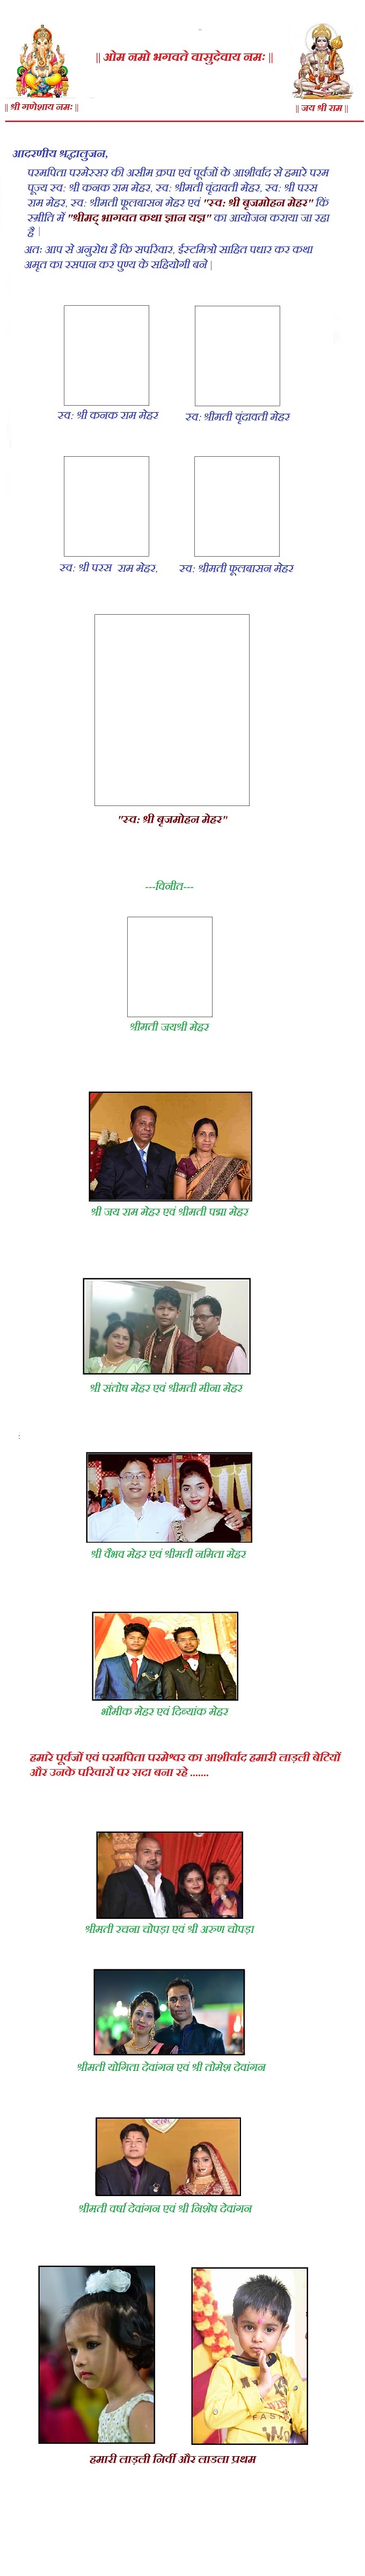 || ओम नमो भगवते वासुदेवाय नमः ||
|| श्री गणेशाय नमः ||
|| जय श्री राम ||
आदरणीय श्रद्धालुजन,
परमपिता परमेस्सर की असीम क्रपा एवं पूर्वजों के आशीर्वाद से हमारे परम
पूज्य स्व: श्री कनक राम मेहर, स्व: श्रीमती वृंदावती मेहर, स्व: श्री परस
राम मेहर, स्व: श्रीमती फूलबासन मेहर एवं "स्व: श्री बृजमोहन मेहर" किं
स्मीति में "श्रीमद् भागवत कथा ज्ञान यज्ञ" का आयोजन कराया जा रहा
है |
अतः आप से अनुरोध है कि सपरिवार, ईस्टमित्रो साहित पधार कर कथा
अमृत का रसपान कर पुण्य के सहियोगी बने |
स्व: श्री कनक राम मेहर
स्व: श्रीमती वृंदावती मेहर
स्व: श्री परस राम मेहर,
स्व: श्रीमती फूलबासन मेहर
"स्व: श्री बृजमोहन मेहर"
---विनीत---
श्रीमती जयश्री मेहर
श्री जय राम मेहर एवं श्रीमती पद्मा मेहर
श्री संतोष मेहर एवं श्रीमती मीना मेहर
:
श्री वैभव मेहर एवं श्रीमती नमिता मेहर
भौमीक मेहर एवं दिव्यांक मेहर
हमारे पूर्वजों एवं परमपिता परमेश्वर का आशीर्वाद हमारी लाड़ली बेटियों
और उनके परिवारों पर सदा बना रहे .......
श्रीमती रचना चोपड़ा एवं श्री अरुण चोपड़ा
श्रीमती योगिता देवांगन एवं श्री तोमेश देवांगन
श्रीमती वर्षा देवांगन एवं श्री निशेष देवांगन
हमारी लाड़ली निर्वी और लाडला प्रथम